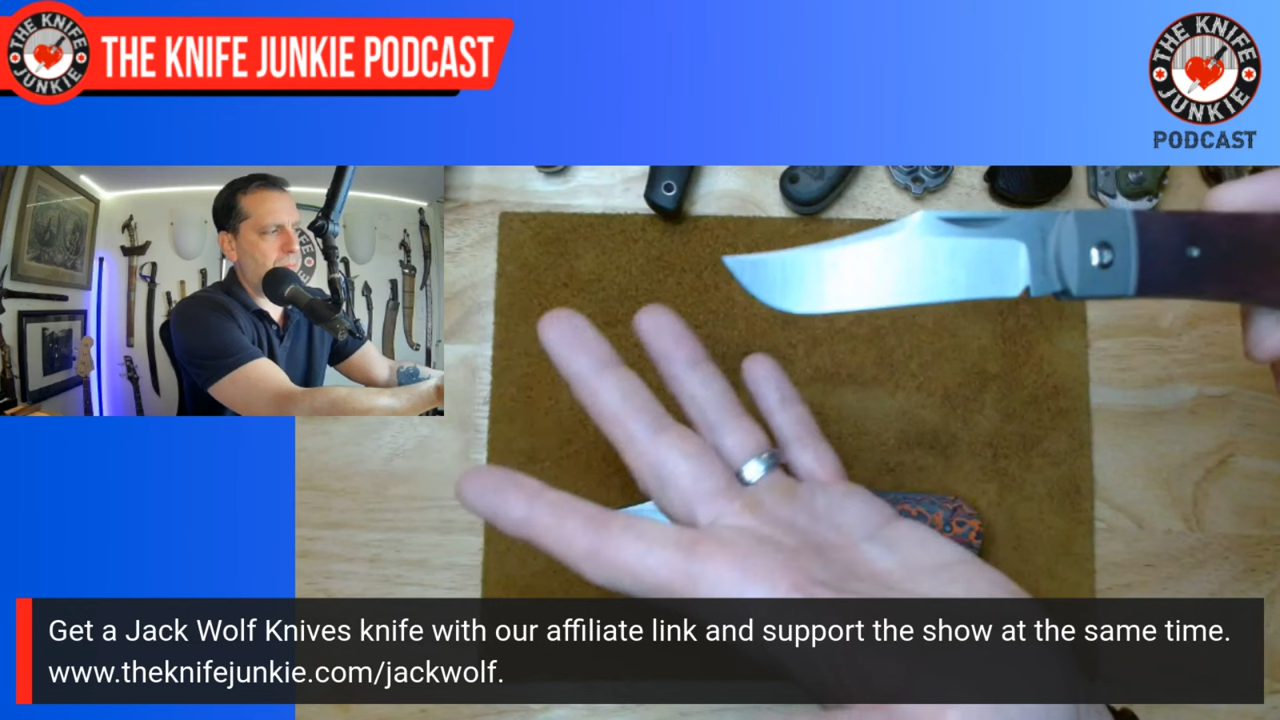 THE KNIFE
JUNKIE
THE KNIFE JUNKIE PODCAST
THE KNIFE
JUNKIE
PODCAST
Get a Jack Wolf Knives knife with our affiliate link and support the show at the same time.
www.theknifejunkie.com/jackwolf.